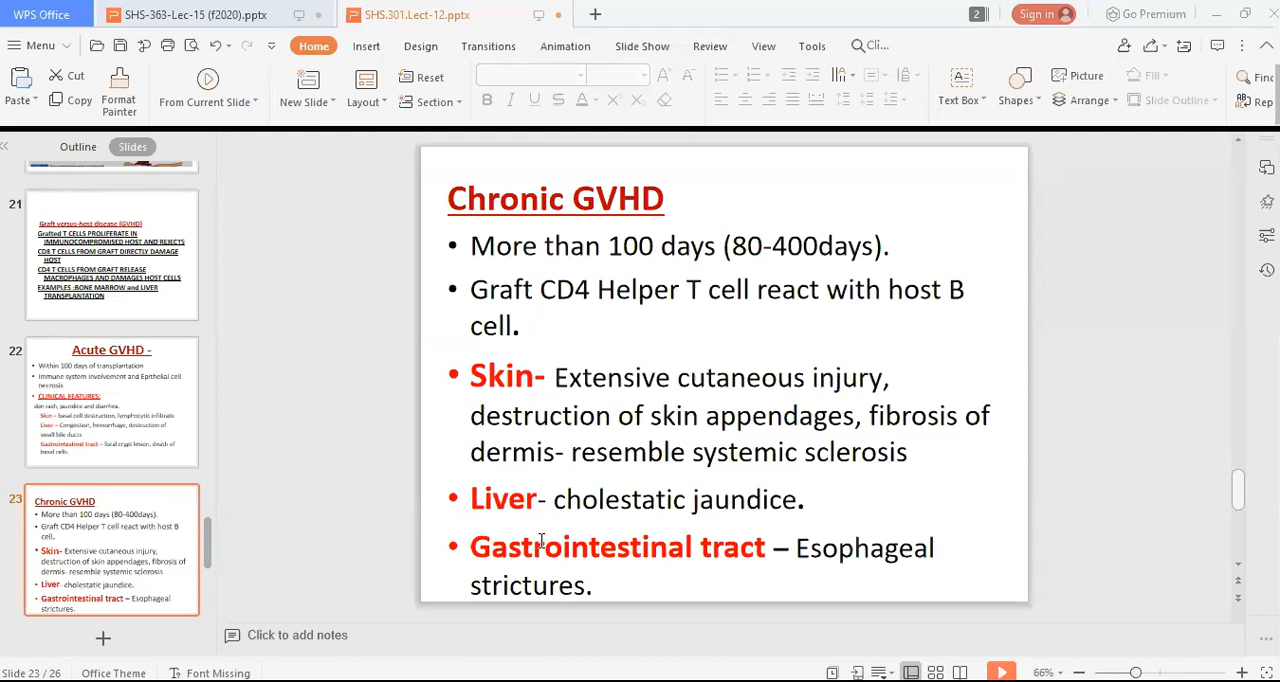 WPS Office
SHS-363-Lec-15 (f2020).pptx
SHS.301.Lect-12.pptx
2
Sign in
Go Premium
Menu
Home
Insert
Design
Transitions
Animation
Slide Show
Review
View
Tools
Cli...
Paste
Cut
Copy
Format Painter
From Current Slide
New Slide
Layout
Reset
Section
B I U S A
Text Box
Shapes
Picture
Arrange
Fill
Slide Outline
Find
Rep
Outline
Slides
21
Graft versus-host disease (GVHD)
Grafted T CELLS PROLIFERATE IN
IMMUNOCOMPROMISED HOST AND REJECTS
CD8 T CELLS FROM GRAFT DIRECTLY DAMAGE
HOST
CD4 T CELLS FROM GRAFT RELEASE
MACROPHAGES AND DAMAGES HOST CELLS
EXAMPLES :BONE MARROW and LIVER
TRANSPLANTATION
22
Acute GVHD -
• Within 100 days of transplantation
• Immune system involvement and Epithelial cell
necrosis
• CLINICAL FEATURES:
skin rash, jaundice and diarrhea.
Skin – basal cell destruction, lymphocytic infiltrate
Liver – Congestion, hemorrhage, destruction of
small bile ducts
Gastrointestinal tract – focal crypt lesion, death of
basal cells.
23
Chronic GVHD
• More than 100 days (80-400days).
• Graft CD4 Helper T cell react with host B
cell.
• Skin- Extensive cutaneous injury,
destruction of skin appendages, fibrosis of
dermis- resemble systemic sclerosis
• Liver- cholestatic jaundice.
• Gastrointestinal tract – Esophageal
strictures.
Chronic GVHD
• More than 100 days (80-400days).
• Graft CD4 Helper T cell react with host B
cell.
• Skin- Extensive cutaneous injury,
destruction of skin appendages, fibrosis of
dermis- resemble systemic sclerosis
• Liver- cholestatic jaundice.
• Gastrointestinal tract – Esophageal
strictures.
Click to add notes
Slide 23 / 26
Office Theme
Font Missing
66%